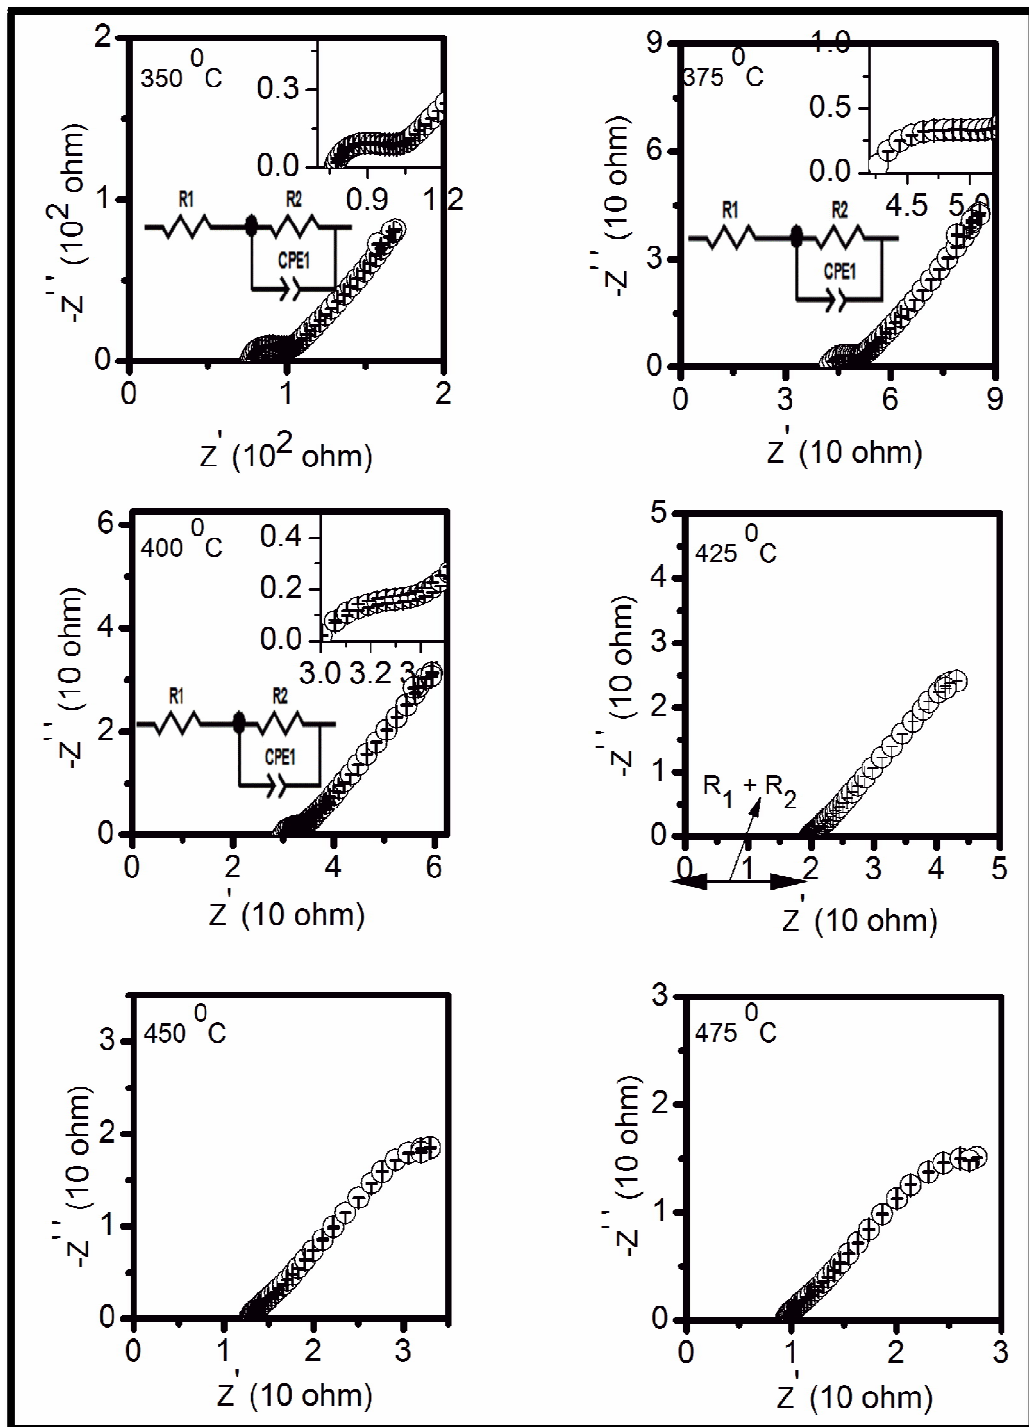 350 ⁰C
-Z'' (10² ohm)
2
1
0
0.3
0.0
0.9 1.2
R1 R2
CPE1
0 1 2
Z' (10² ohm)
375 ⁰C
-Z'' (10 ohm)
9
6
3
0
1.0
0.5
0.0
4.5 5.0
R1 R2
CPE1
0 3 6 9
Z' (10 ohm)
400 ⁰C
-Z'' (10 ohm)
6
4
2
0
0.4
0.2
0.0
3.0 3.2
R1 R2
CPE1
0 2 4 6
Z' (10 ohm)
425 ⁰C
-Z'' (10 ohm)
5
4
3
2
1
0
R₁ + R₂
0 1 2 3 4 5
Z' (10 ohm)
450 ⁰C
-Z'' (10 ohm)
3
2
1
0
0 1 2 3
Z' (10 ohm)
475 ⁰C
-Z'' (10 ohm)
3
2
1
0
0 1 2 3
Z' (10 ohm)